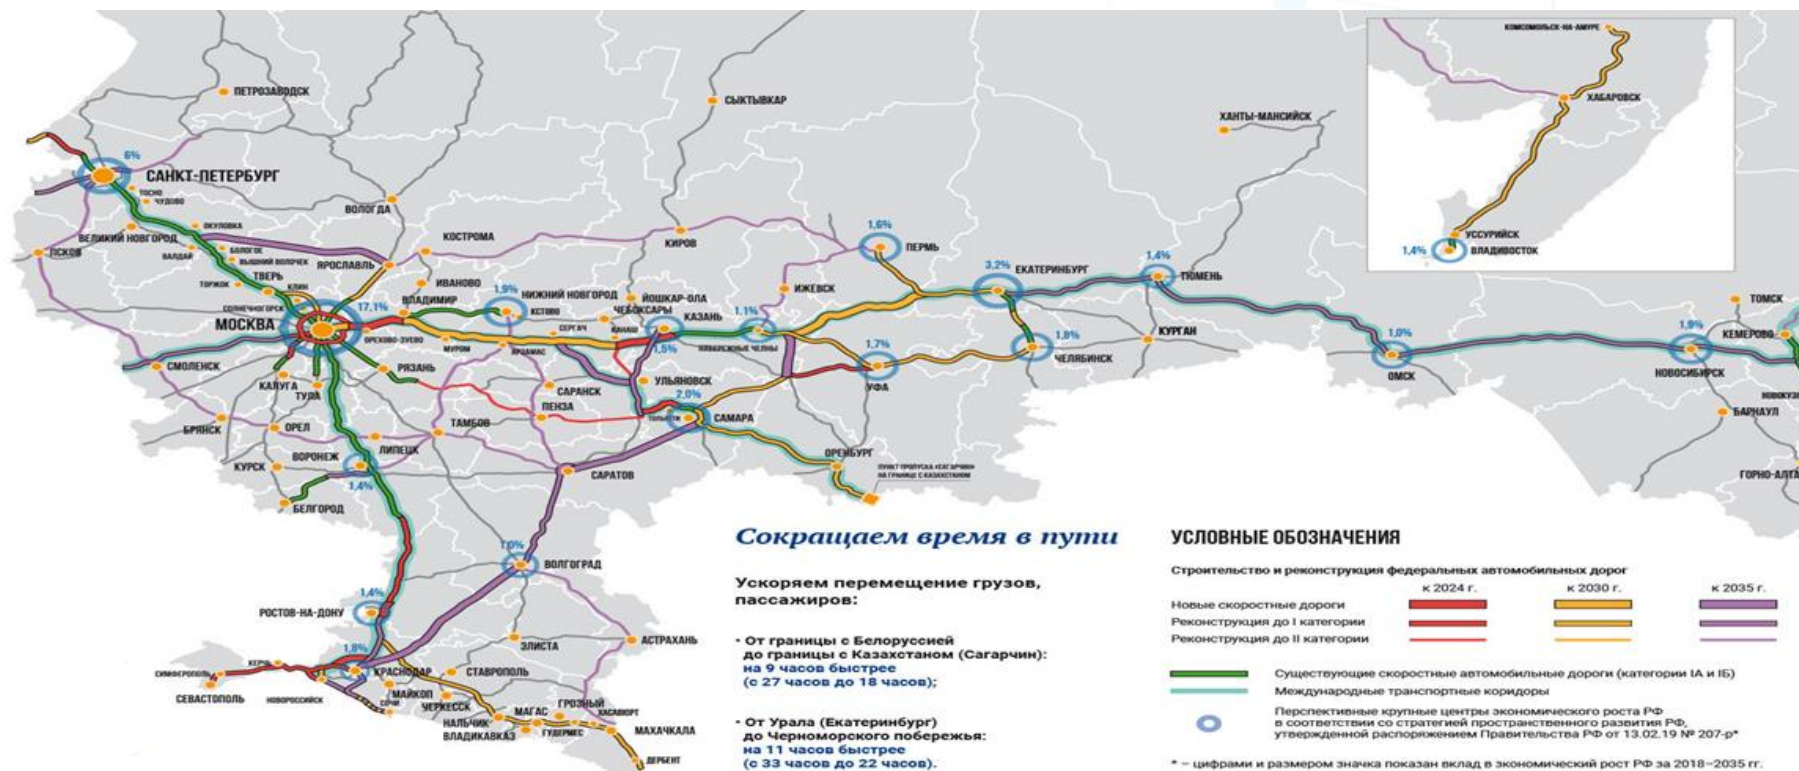 ПЕТРОЗАВОДСК
СЫКТЫВКАР
ХАНТЫ-МАНСИЙСК
КОМСОМОЛЬСК-НА-АМУРЕ
ХАБАРОВСК
УССУРИЙСК
1,4%
ВЛАДИВОСТОК
6%
САНКТ-ПЕТЕРБУРГ
ТОСНО
ЧУДОВО
ВОЛОГДА
ОКУЛОВКА
ВЕЛИКИЙ НОВГОРОД
ВАЛДАЙ
БОЛОГОЕ
ВЫШНИЙ ВОЛОЧЕК
ПСКОВ
КОСТРОМА
КИРОВ
1,6%
ПЕРМЬ
ЯРОСЛАВЛЬ
ТВЕРЬ
ТОРЖОК
КЛИН
ИВАНОВО
3,2%
ЕКАТЕРИНБУРГ
1,4%
ТЮМЕНЬ
СОЛНЕЧНОГОРСК
17,1%
ВЛАДИМИР
1,9%
НИЖНИЙ НОВГОРОД
КСТОВО
ЙОШКАР-ОЛА
ЧЕБОКСАРЫ
ИЖЕВСК
МОСКВА
ОРЕХОВО-ЗУЕВО
МУРОМ
АРЗАМАС
СЕРГАЧ
КАНАШ
КАЗАНЬ
1,5%
1,1%
НАБЕРЕЖНЫЕ ЧЕЛНЫ
1,8%
ЧЕЛЯБИНСК
КУРГАН
1,0%
ОМСК
1,9%
НОВОСИБИРСК
ТОМСК
КЕМЕРОВО
НОВОКУЗ
БАРНАУЛ
ГОРНО-АЛТА
СМОЛЕНСК
КАЛУГА
ТУЛА
РЯЗАНЬ
САРАНСК
УЛЬЯНОВСК
1,7%
УФА
2,0%
ТОЛЬЯТТИ
САМАРА
ПЕНЗА
БРЯНСК
ОРЕЛ
ТАМБОВ
ЛИПЕЦК
КУРСК
ВОРОНЕЖ
1,4%
БЕЛГОРОД
САРАТОВ
ОРЕНБУРГ
ПУНКТ ПРОПУСКА «САГАРЧИН»
НА ГРАНИЦЕ С КАЗАХСТАНОМ
1,0%
ВОЛГОГРАД
1,4%
РОСТОВ-НА-ДОНУ
ЭЛИСТА
АСТРАХАНЬ
1,8%
КРАСНОДАР
СТАВРОПОЛЬ
СИМФЕРОПОЛЬ
КЕРЧЬ
СЕВАСТОПОЛЬ
НОВОРОССИЙСК
МАЙКОП
СОЧИ
ЧЕРКЕССК
НАЛЬЧИК
ВЛАДИКАВКАЗ
МАГАС
ГРОЗНЫЙ
ГУДЕРМЕС
ХАСАВЮРТ
МАХАЧКАЛА
ДЕРБЕНТ
Сокращаем время в пути
Ускоряем перемещение грузов,
пассажиров:
- От границы с Белоруссией
до границы с Казахстаном (Сагарчин):
на 9 часов быстрее
(с 27 часов до 18 часов);
- От Урала (Екатеринбург)
до Черноморского побережья:
на 11 часов быстрее
(с 33 часов до 22 часов).
УСЛОВНЫЕ ОБОЗНАЧЕНИЯ
Строительство и реконструкция федеральных автомобильных дорог
к 2024 г. к 2030 г. к 2035 г.
Новые скоростные дороги
Реконструкция до I категории
Реконструкция до II категории
Существующие скоростные автомобильные дороги (категории IА и IБ)
Международные транспортные коридоры
Перспективные крупные центры экономического роста РФ
в соответствии со стратегией пространственного развития РФ,
утвержденной распоряжением Правительства РФ от 13.02.19 № 207-р*
* – цифрами и размером значка показан вклад в экономический рост РФ за 2018–2035 гг.